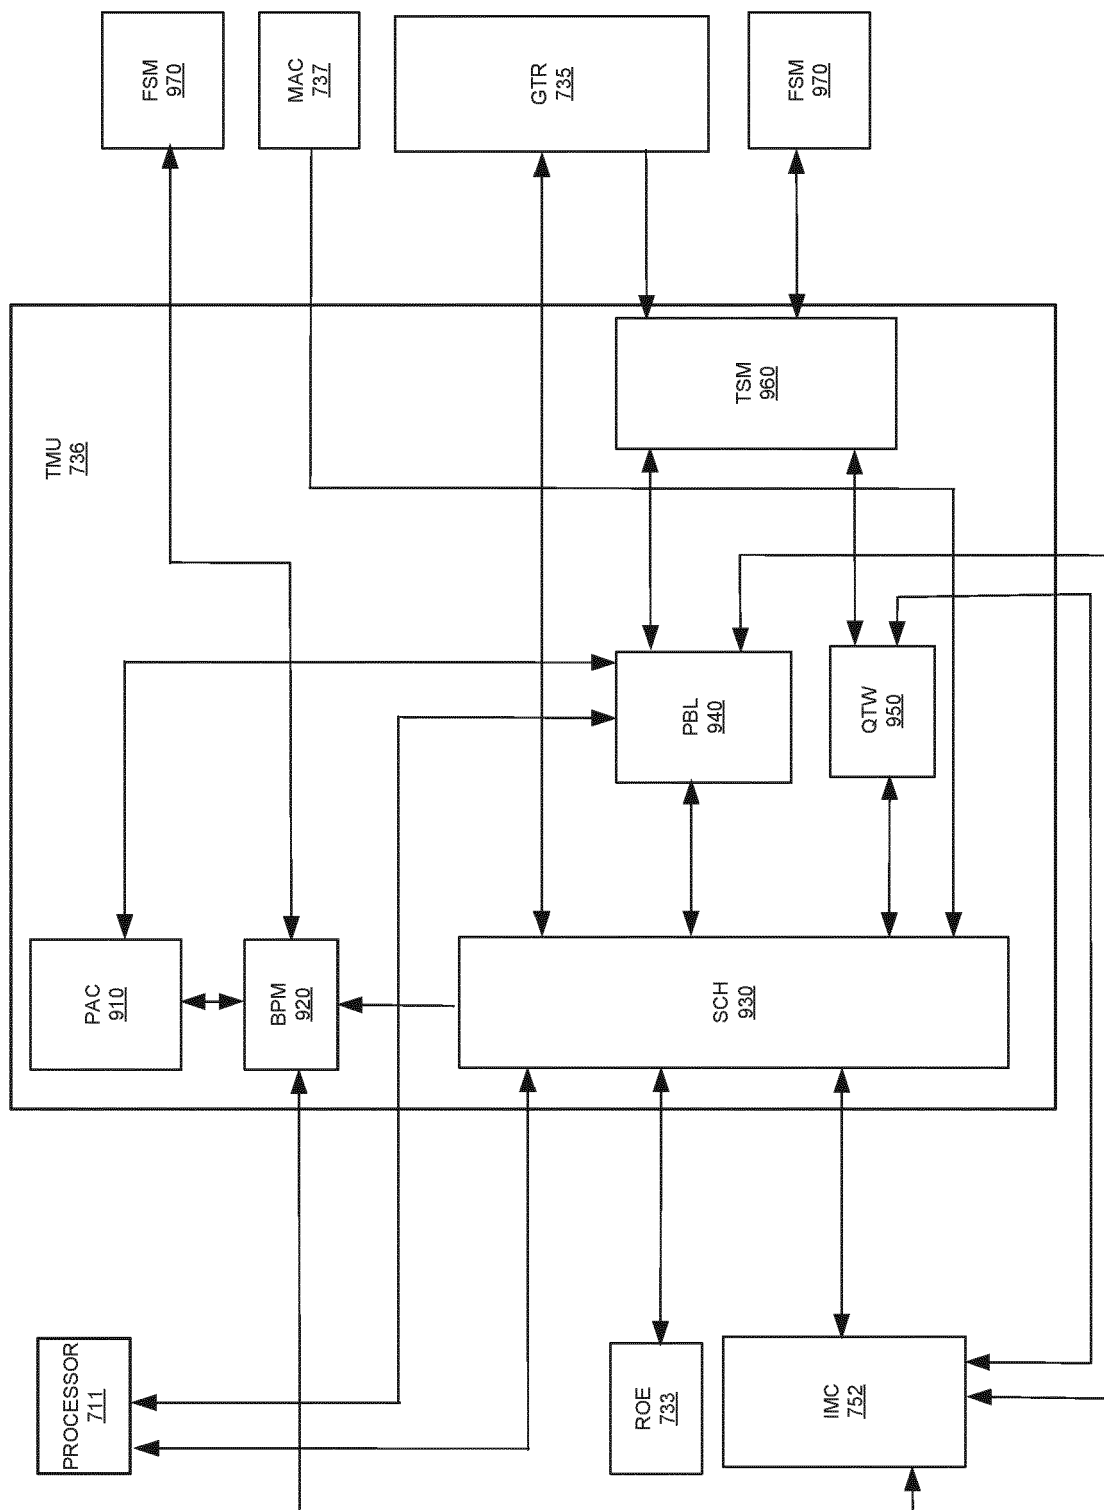 PROCESSOR
711
ROE
733
IMC
752
TMU
736
PAC
910
BPM
920
SCH
930
PBL
940
QTW
950
TSM
960
FSM
970
MAC
737
GTR
735
FSM
970